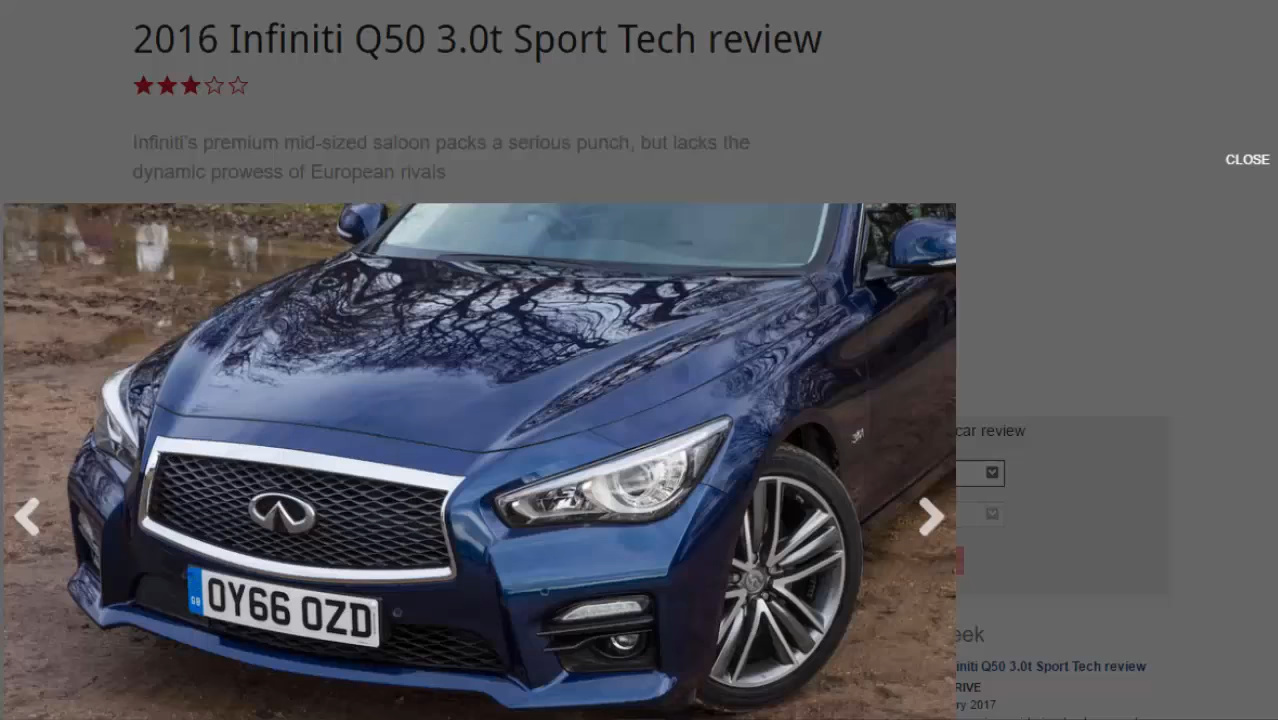 2016 Infiniti Q50 3.0t Sport Tech review
Infiniti's premium mid-sized saloon packs a serious punch, but lacks the
dynamic prowess of European rivals
CLOSE
car review
GB
OY66 OZD
eek
initi Q50 3.0t Sport Tech review
RIVE
ry 2017